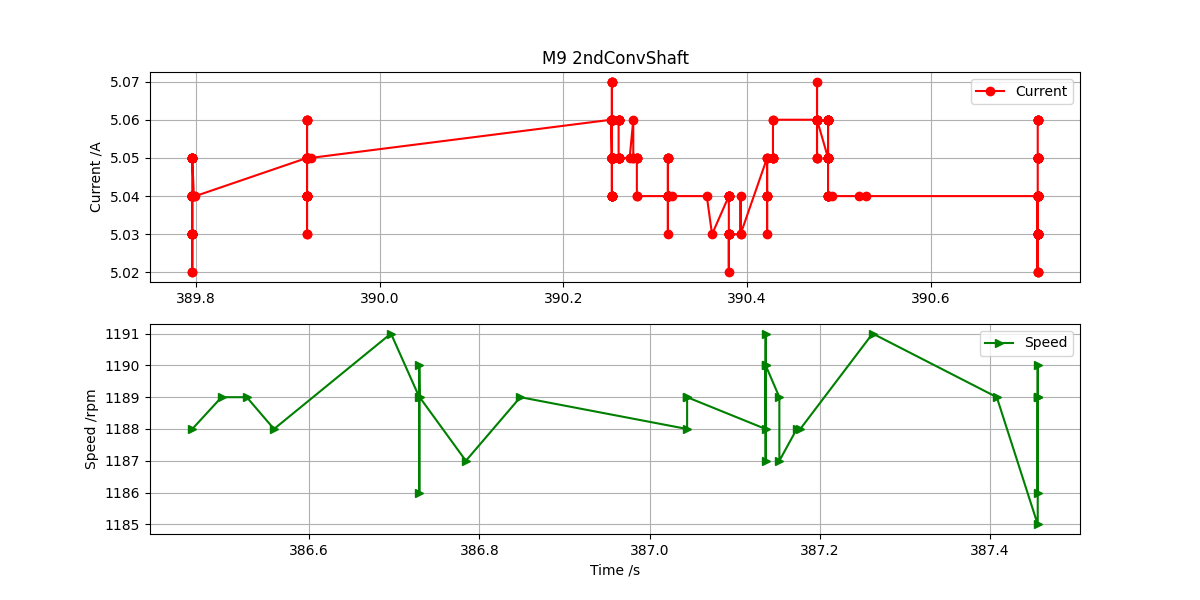 M9 2ndConvShaft
5.07
5.06
5.05
5.04
5.03
5.02
Current /A
Current
389.8 390.0 390.2 390.4 390.6
1191
1190
1189
1188
1187
1186
1185
Speed /rpm
Speed
386.6 386.8 387.0 387.2 387.4
Time /s